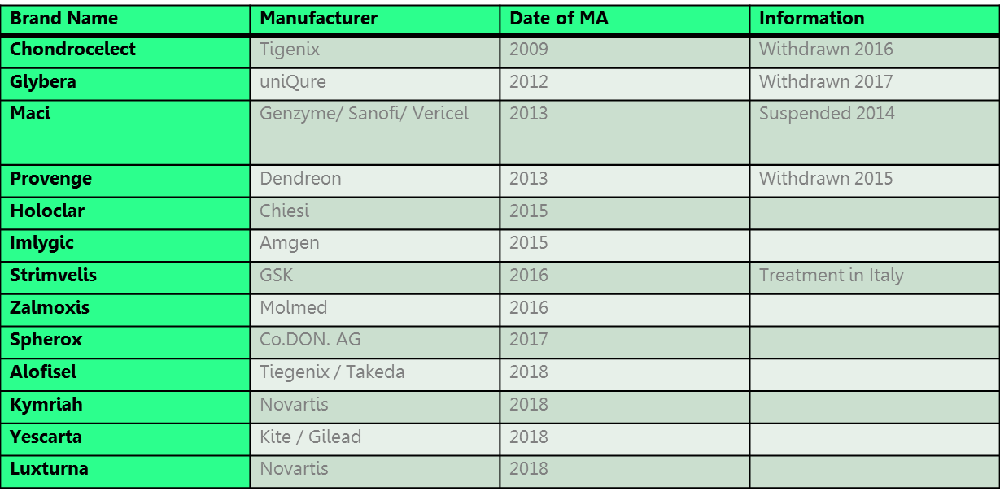 Brand Name Manufacturer Date of MA Information
Chondrocelect Tigenix 2009 Withdrawn 2016
Glybera uniQure 2012 Withdrawn 2017
Maci Genzyme/ Sanofi/ Vericel 2013 Suspended 2014
Provenge Dendreon 2013 Withdrawn 2015
Holoclar Chiesi 2015
Imlygic Amgen 2015
Strimvelis GSK 2016 Treatment in Italy
Zalmoxis Molmed 2016
Spherox Co.DON. AG 2017
Alofisel Tiegenix / Takeda 2018
Kymriah Novartis 2018
Yescarta Kite / Gilead 2018
Luxturna Novartis 2018